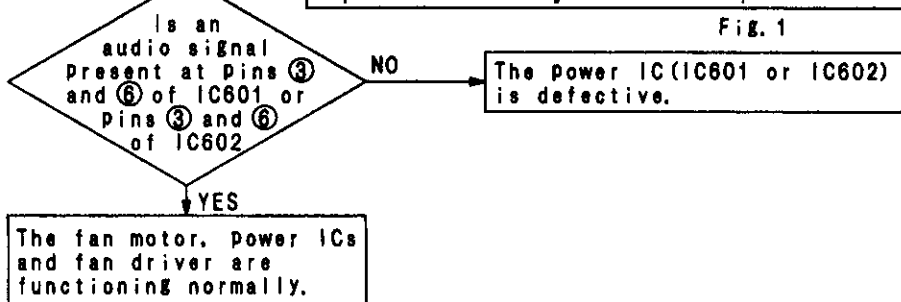 Fig. 1
Is an
audio signal
Present at Pins ③
and ⑥ of IC601 or
Pins ③ and ⑥
of IC602
NO
The power IC(IC601 or IC602)
is defective.
YES
The fan motor, Power ICs
and fan driver are
functioning normally.